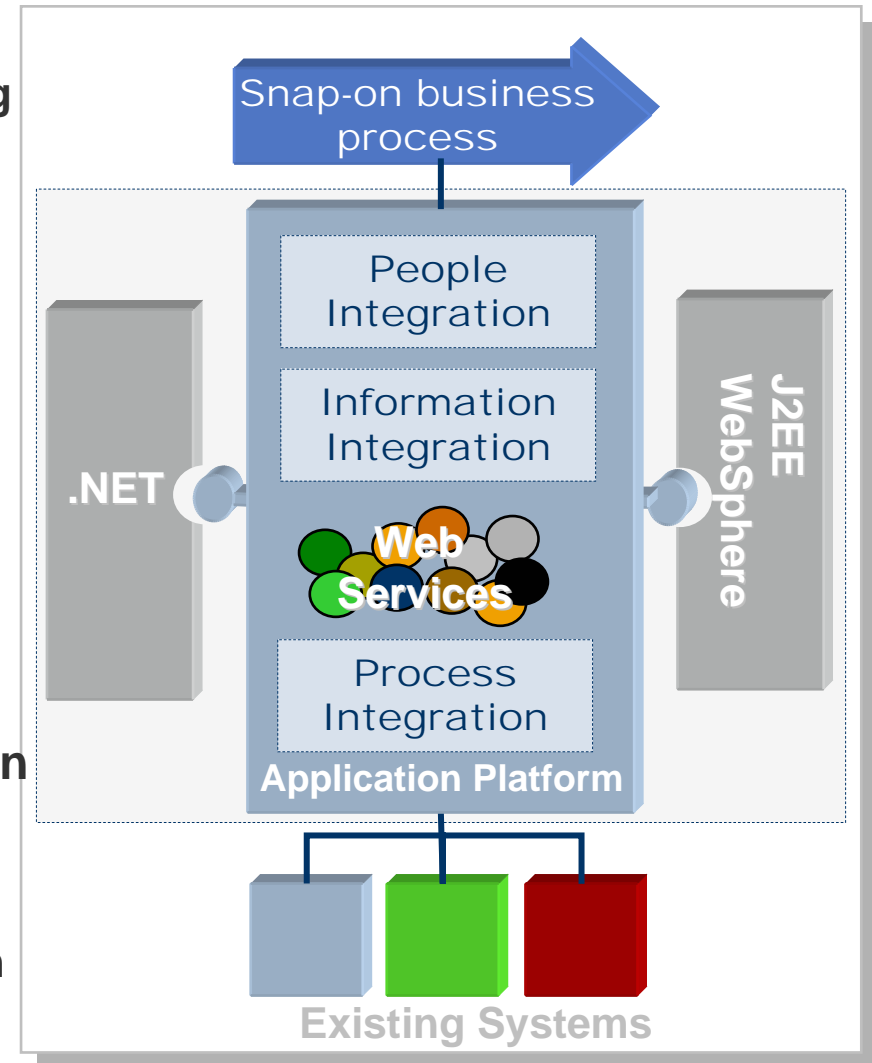 g
Snap-on business
process
People
Integration
Information
Integration
.NET
J2EE
WebSphere
Web
Services
Process
Integration
n
Application Platform
n
Existing Systems